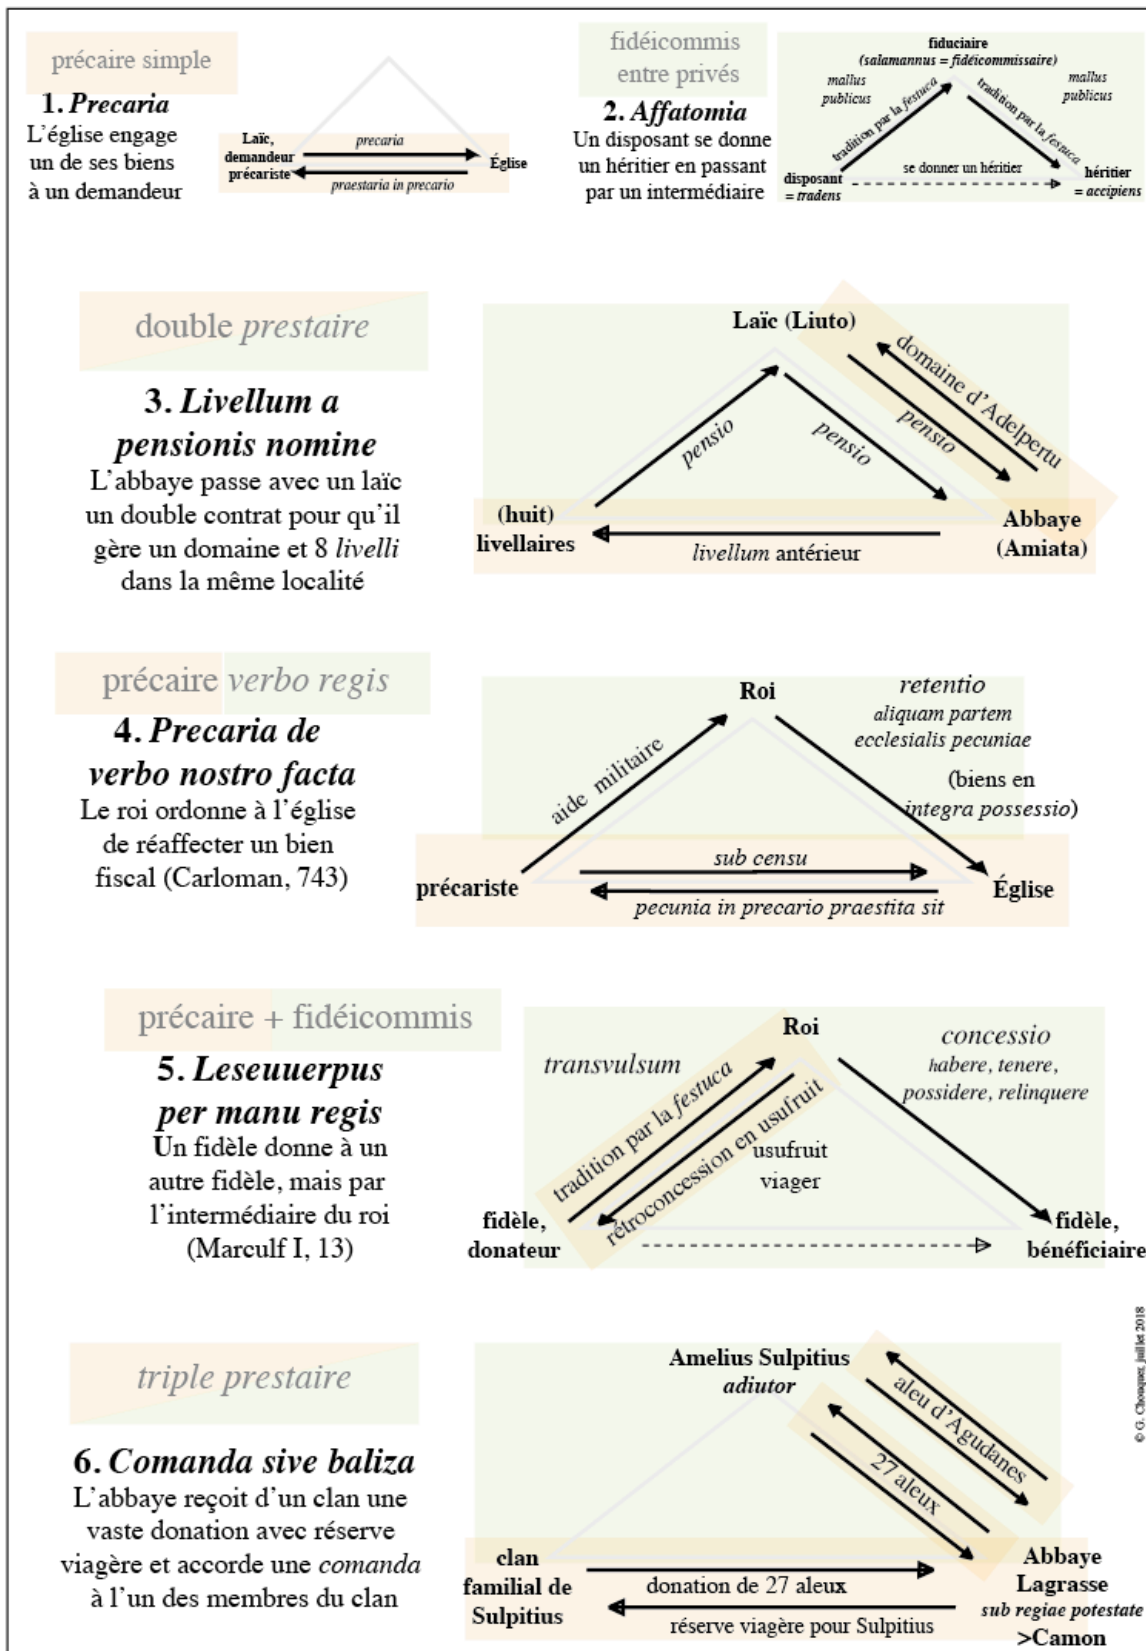 précaire simple
1. Precaria
L'église engage
un de ses biens
à un demandeur
Laïc,
demandeur
précariste
precaria
praestaria in precario
Église
fidéicommis
entre privés
2. Affatomia
Un disposant se donne
un héritier en passant
par un intermédiaire
fiduciaire
(salamannus = fidéicommissaire)
mallus
publicus
mallus
publicus
tradition par la festuca
tradition par la festuca
se donner un héritier
disposant
= tradens
héritier
= accipiens
double prestaire
3. Livellum a
pensionis nomine
L'abbaye passe avec un laïc
un double contrat pour qu'il
gère un domaine et 8 livelli
dans la même localité
Laïc (Liuto)
domaine d'Adelpertu
pensio
pensio
pensio
(huit)
livellaires
livellum antérieur
Abbaye
(Amiata)
précaire verbo regis
4. Precaria de
verbo nostro facta
Le roi ordonne à l'église
de réaffecter un bien
fiscal (Carloman, 743)
Roi
retentio
aliquam partem
ecclesialis pecuniae
(biens en
integra possessio)
aide militaire
précariste
sub censu
pecunia in precario praestita sit
Église
précaire + fidéicommis
5. Leseuuerpus
per manu regis
Un fidèle donne à un
autre fidèle, mais par
l'intermédiaire du roi
(Marculf I, 13)
Roi
transvulsum
concessio
habere, tenere,
possidere, relinquere
tradition par la festuca
rétroconcession en usufruit
usufruit
viager
fidèle,
donateur
fidèle,
bénéficiaire
triple prestaire
6. Comanda sive baliza
L'abbaye reçoit d'un clan une
vaste donation avec réserve
viagère et accorde une comanda
à l'un des membres du clan
Amelius Sulpitius
adiutor
aleu d'Agudanes
27 aleux
clan
familial de
Sulpitius
donation de 27 aleux
réserve viagère pour Sulpitius
Abbaye
Lagrasse
sub regiae potestate
>Camon
© G. Chouquer, juillet 2018